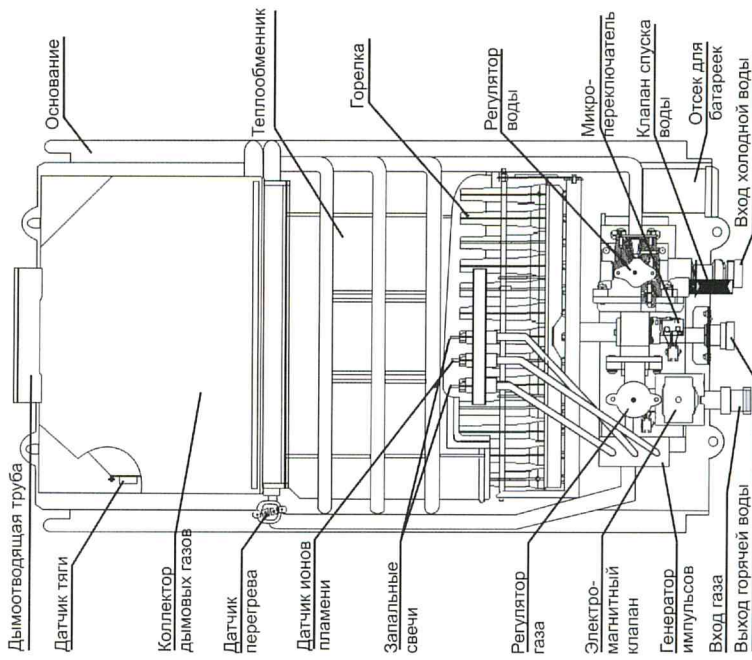 Дымоотводящая труба
Датчик тяги
Коллектор
дымовых газов
Датчик
перегрева
Датчик ионов
пламени
Запальные
свечи
Регулятор
газа
Электро-
магнитный
клапан
Генератор
импульсов
Вход газа
Выход горячей воды
Основание
Теплообменник
Горелка
Регулятор
воды
Микро-
переключатель
Клапан спуска
воды
Отсек для
батареек
Вход холодной воды